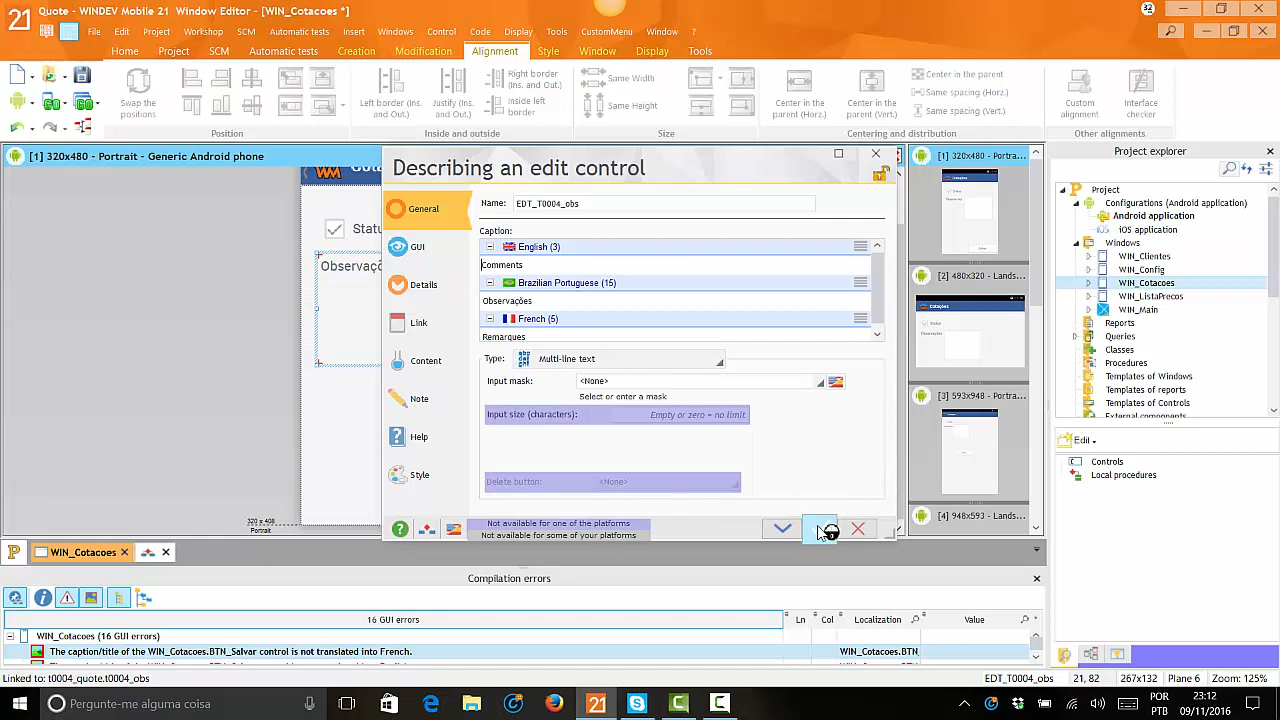 21 Quote - WINDEV Mobile 21 Window Editor - [WIN_Cotacoes *] 32
File Edit Project Workshop SCM Automatic tests Insert Windows Control Code Display Tools CustomMenu Window ?
Home Project SCM Automatic tests Creation Modification Alignment Style Window Display Tools
Swap the positions
Left border (Ins. and Out.)
Justify (Ins. and Out.)
Right border (Ins. and Out.)
Inside left border
Same Width
Same Height
Center in the parent (Horiz.)
Center in the parent (Vert.)
Center in the parent
Same spacing (Horz.)
Same spacing (Vert.)
Custom alignment
Interface checker
Position Inside and outside Size Centering and distribution Other alignments
[1] 320x480 - Portrait - Generic Android phone
Statu
Observaçõ
320 x 408
Portrait
Describing an edit control
General
GUI
Details
Link
Content
Note
Help
Style
Name: EDT_T0004_obs
Caption:
English (3)
Comments
Brazilian Portuguese (15)
Observações
French (5)
Remarques
Type: Multi-line text
Input mask: <None>
Select or enter a mask
Input size (characters): Empty or zero = no limit
Delete button: <None>
Not available for one of the platforms
Not available for some of your platforms
[1] 320x480 - Portra...
[2] 480x320 - Lands...
[3] 593x948 - Portra...
[4] 948x593 - Lands...
Project explorer
Project
Configurations (Android application)
Android application
iOS application
Windows
WIN_Clientes
WIN_Config
WIN_Cotacoes
WIN_ListaPrecos
WIN_Main
Reports
Queries
Classes
Procedures
Templates of Windows
Templates of reports
Templates of Controls
External components
Edit
Controls
Local procedures
WIN_Cotacoes
Compilation errors
16 GUI errors Ln Col Localization Value
WIN_Cotacoes (16 GUI errors)
The caption/title of the WIN_Cotacoes.BTN_Salvar control is not translated into French. WIN_Cotacoes.BTN_
Linked to: t0004_quote.t0004_obs EDT_T0004_obs 21, 82 267x132 Plane 6 Zoom: 125%
Pergunte-me alguma coisa
POR
PTB
23:12
09/11/2016